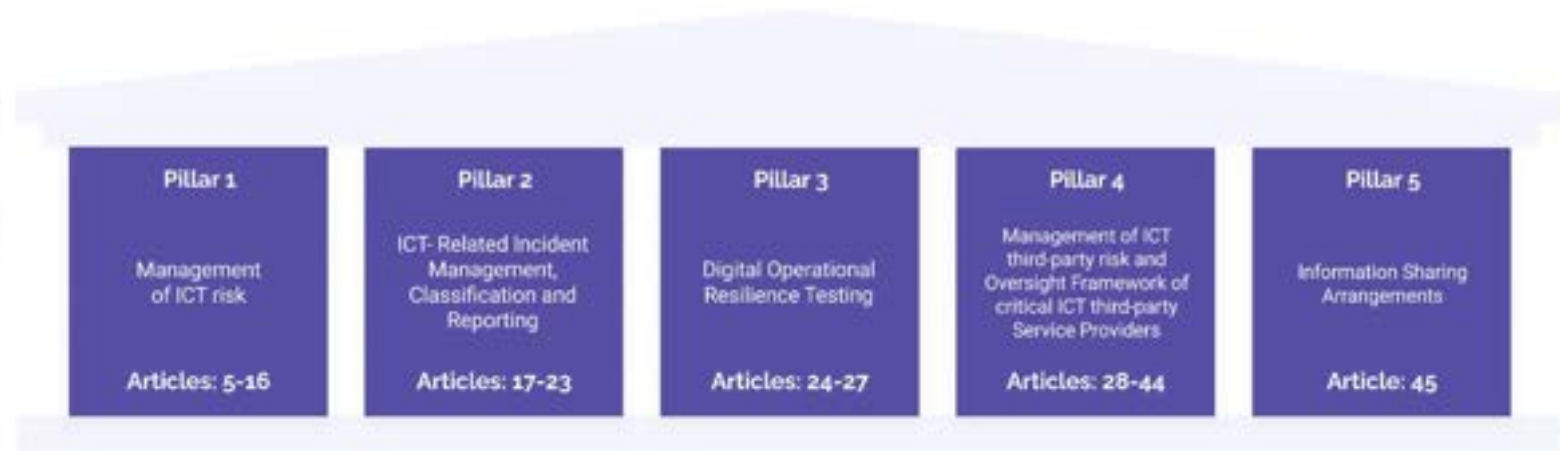 Pillar 1
Management
of ICT risk
Articles: 5-16
Pillar 2
ICT- Related Incident
Management,
Classification and
Reporting
Articles: 17-23
Pillar 3
Digital Operational
Resilience Testing
Articles: 24-27
Pillar 4
Management of ICT
third-party risk and
Oversight Framework of
critical ICT third-party
Service Providers
Articles: 28-44
Pillar 5
Information Sharing
Arrangements
Article: 45